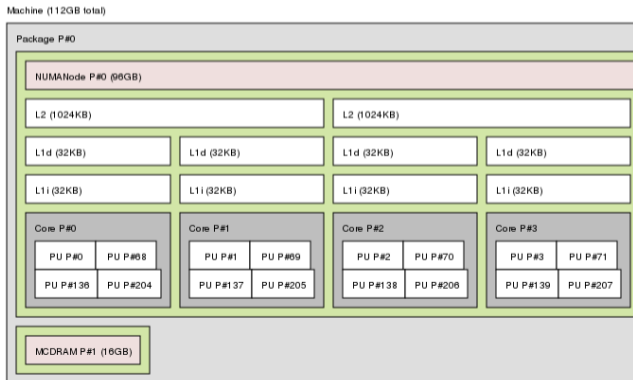 Machine (112GB total)
Package P#0
NUMANode P#0 (96GB)
L2 (1024KB) L2 (1024KB)
L1d (32KB) L1d (32KB) L1d (32KB) L1d (32KB)
L1i (32KB) L1i (32KB) L1i (32KB) L1i (32KB)
Core P#0 Core P#1 Core P#2 Core P#3
PU P#0 PU P#68 PU P#1 PU P#69 PU P#2 PU P#70 PU P#3 PU P#71
PU P#136 PU P#204 PU P#137 PU P#205 PU P#138 PU P#206 PU P#139 PU P#207
MCDRAM P#1 (16GB)